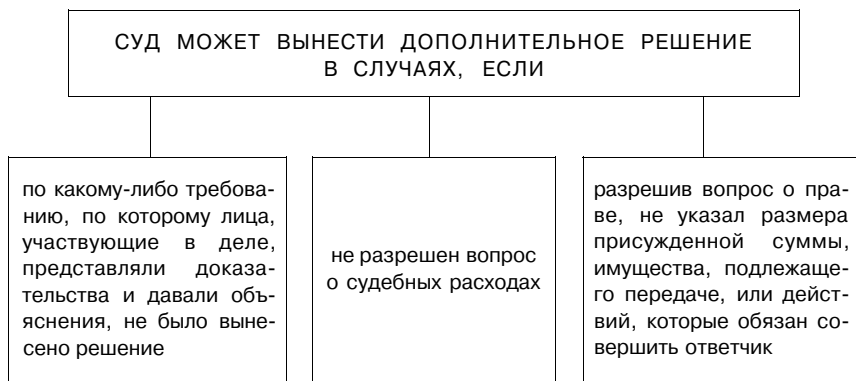 СУД МОЖЕТ ВЫНЕСТИ ДОПОЛНИТЕЛЬНОЕ РЕШЕНИЕ
В СЛУЧАЯХ, ЕСЛИ
по какому-либо требова-
нию, по которому лица,
участвующие в деле,
представляли доказа-
тельства и давали объ-
яснения, не было выне-
сено решение
не разрешен вопрос
о судебных расходах
разрешив вопрос о пра-
ве, не указал размера
присужденной суммы,
имущества, подлежаще-
го передаче, или дейст-
вий, которые обязан со-
вершить ответчик